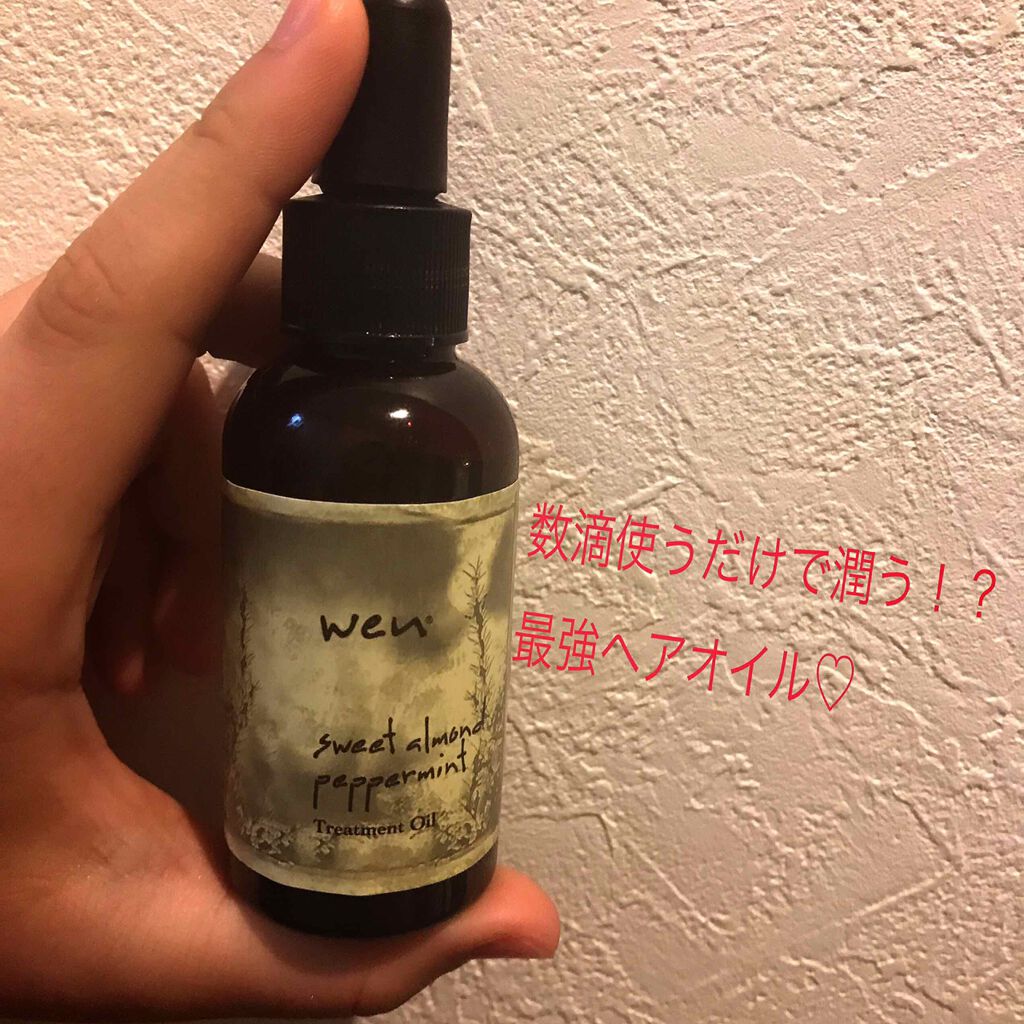 wen®
sweet almond
peppermint
Treatment Oil
数滴使うだけで潤う！？
最強ヘアオイル♡